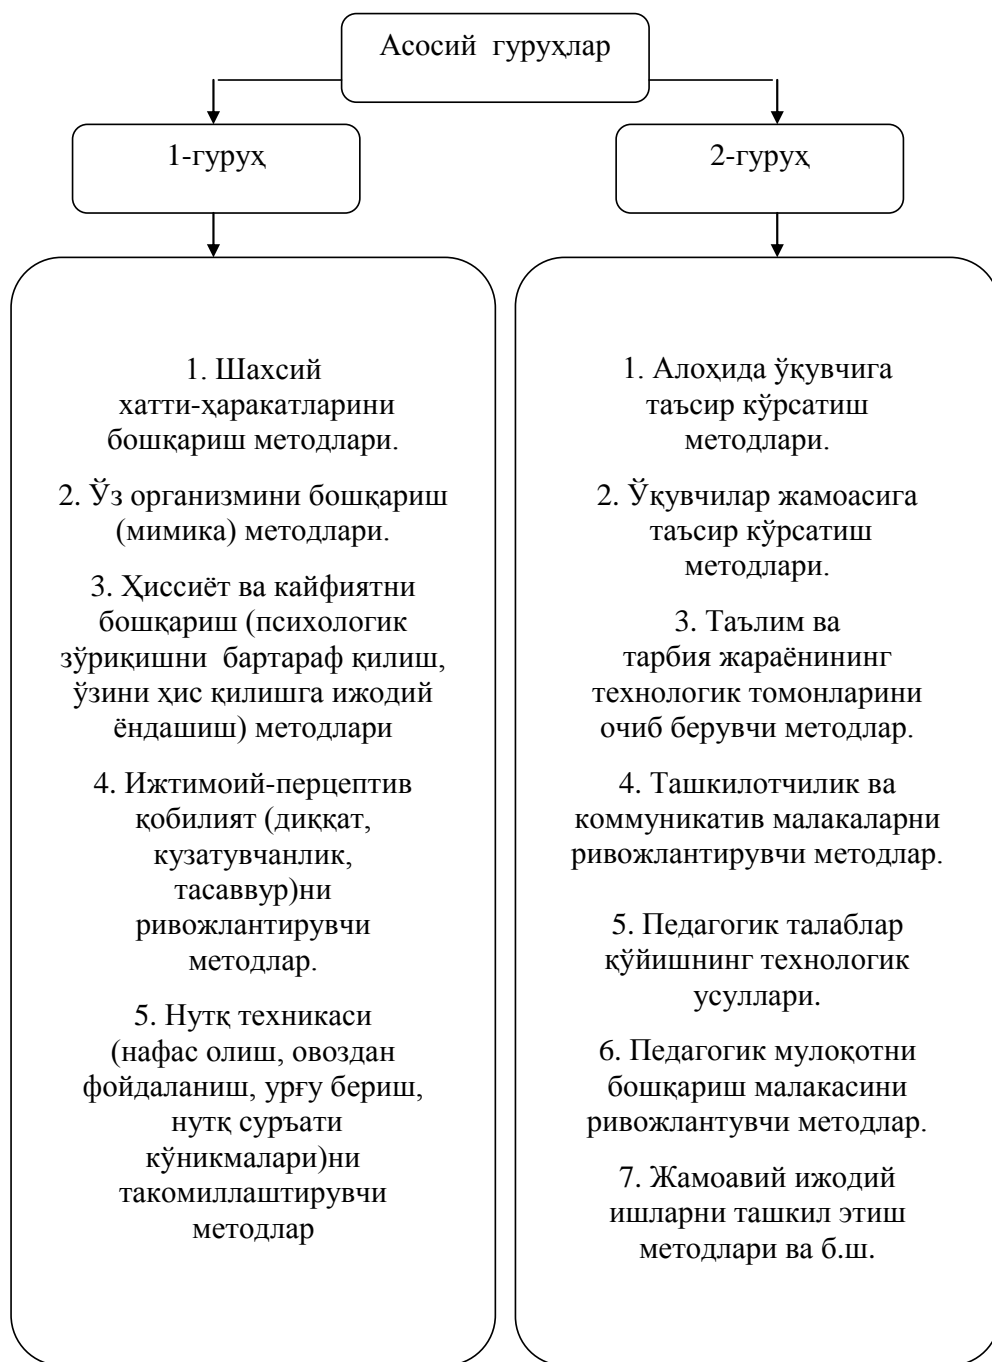 Асосий гуруҳлар
1-гуруҳ
2-гуруҳ
1. Шахсий
хатти-ҳаракатларини
бошқариш методлари.
2. Ўз организмини бошқариш
(мимика) методлари.
3. Ҳиссиёт ва кайфиятни
бошқариш (психологик
зўриқишни бартараф қилиш,
ўзини ҳис қилишга ижодий
ёндашиш) методлари
4. Ижтимоий-перцептив
қобилият (диққат,
кузатувчанлик,
тасаввур)ни
ривожлантирувчи
методлар.
5. Нутқ техникаси
(нафас олиш, овоздан
фойдаланиш, урғу бериш,
нутқ суръати
кўникмалари)ни
такомиллаштирувчи
методлар
1. Алоҳида ўқувчига
таъсир кўрсатиш
методлари.
2. Ўқувчилар жамоасига
таъсир кўрсатиш
методлари.
3. Таълим ва
тарбия жараёнининг
технологик томонларини
очиб берувчи методлар.
4. Ташкилотчилик ва
коммуникатив малакаларни
ривожлантирувчи методлар.
5. Педагогик талаблар
қўйишнинг технологик
усуллари.
6. Педагогик мулоқотни
бошқариш малакасини
ривожлантувчи методлар.
7. Жамоавий ижодий
ишларни ташкил этиш
методлари ва б.ш.